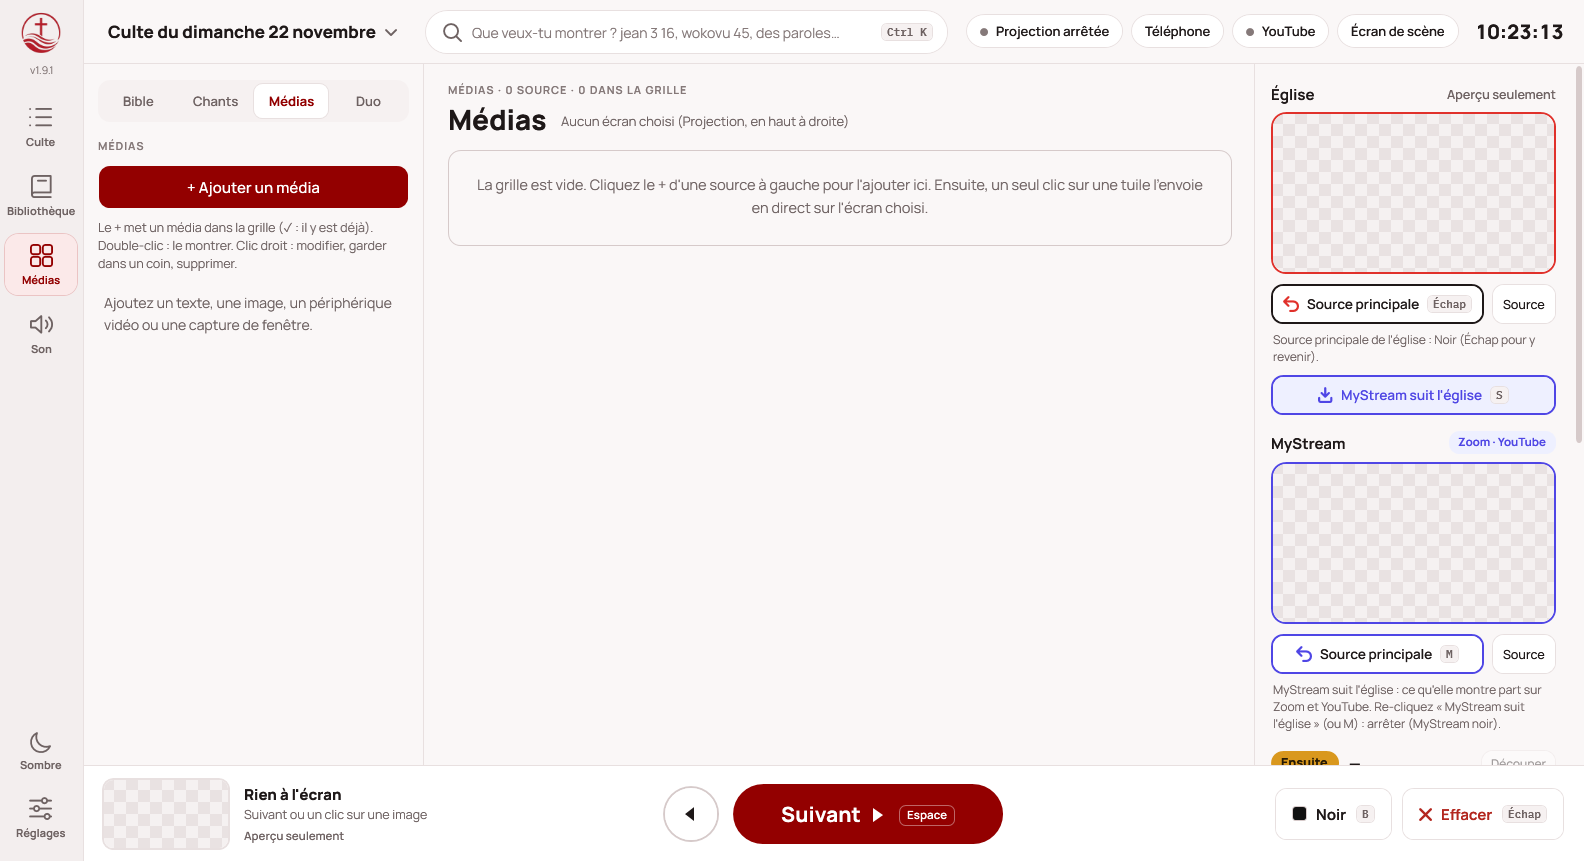 v1.9.1
Culte
Bibliothèque
Médias
Son
Sombre
Réglages
Culte du dimanche 22 novembre
Que veux-tu montrer ? jean 3 16, wokovu 45, des paroles...
Ctrl K
Projection arrêtée
Téléphone
YouTube
Écran de scène
10:23:13
Bible
Chants
Médias
Duo
MÉDIAS
+ Ajouter un média
Le + met un média dans la grille (✓ : il y est déjà).
Double-clic : le montrer. Clic droit : modifier, garder
dans un coin, supprimer.
Ajoutez un texte, une image, un périphérique
vidéo ou une capture de fenêtre.
MÉDIAS · 0 SOURCE · 0 DANS LA GRILLE
Médias
Aucun écran choisi (Projection, en haut à droite)
La grille est vide. Cliquez le + d'une source à gauche pour l'ajouter ici. Ensuite, un seul clic sur une tuile l'envoie
en direct sur l'écran choisi.
Église
Aperçu seulement
Source principale
Échap
Source
Source principale de l'église : Noir (Échap pour y
revenir).
MyStream suit l'église
S
MyStream
Zoom · YouTube
Source principale
M
Source
MyStream suit l'église : ce qu'elle montre part sur
Zoom et YouTube. Re-cliquez « MyStream suit
l'église » (ou M) : arrêter (MyStream noir).
Ensuite
–
Découper
Rien à l'écran
Suivant ou un clic sur une image
Aperçu seulement
Suivant
Espace
Noir
B
Effacer
Échap